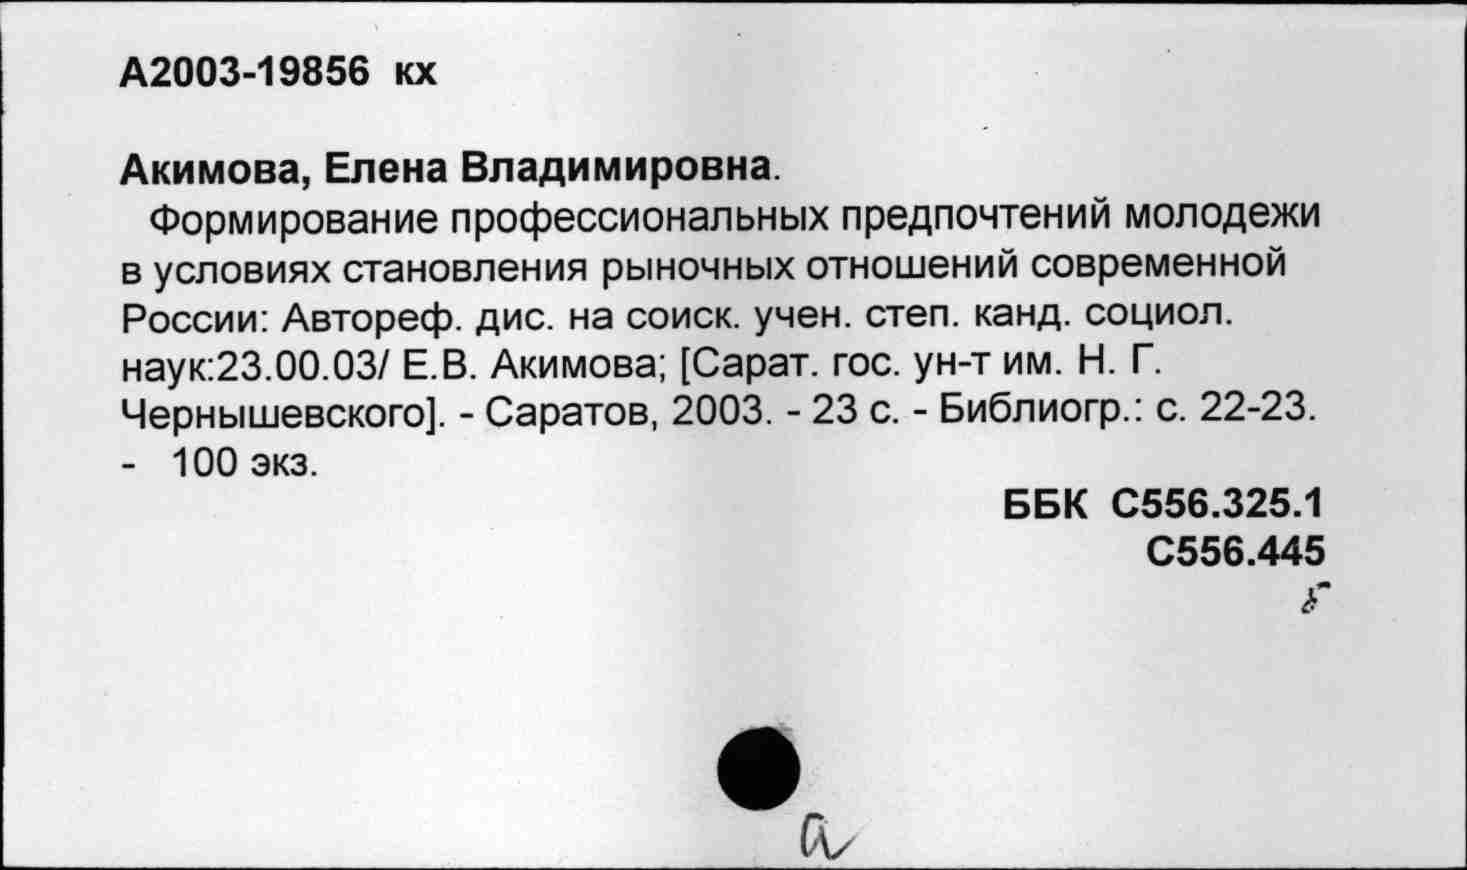 А2003-19856 кх
Акимова, Елена Владимировна.
Формирование профессиональных предпочтений молодежи
в условиях становления рыночных отношений современной
России: Автореф. дис. на соиск. учен. степ. канд. социол.
наук:23.00.03/ Е.В. Акимова; [Сарат. гос. ун-т им. Н. Г.
Чернышевского]. - Саратов, 2003. - 23 с. - Библиогр.: с. 22-23.
- 100 экз.
ББК С556.325.1
С556.445
а